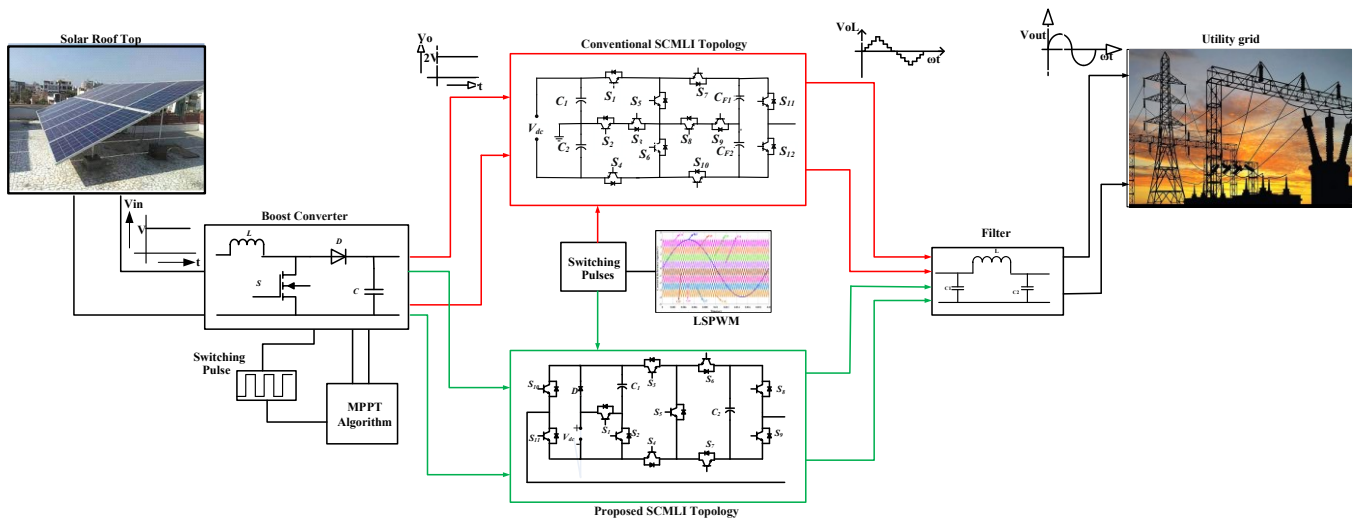 Solar Roof Top
Vo
2V
t
Conventional SCMLI Topology
VoL
ωt
Vout
ωt
Utility grid
S1
S7
C1
S5
CF1
S11
Vdc
S2
S3
S8
S9
C2
S6
CF2
S12
S4
S10
Vin
V
t
Boost Converter
L
D
S
C
Switching
Pulses
LSPWM
Filter
L
C1
C2
Switching
Pulse
MPPT
Algorithm
S10
D
C1
S3
S6
S8
S1
S5
C2
S11
Vdc
S2
S4
S7
S9
Proposed SCMLI Topology